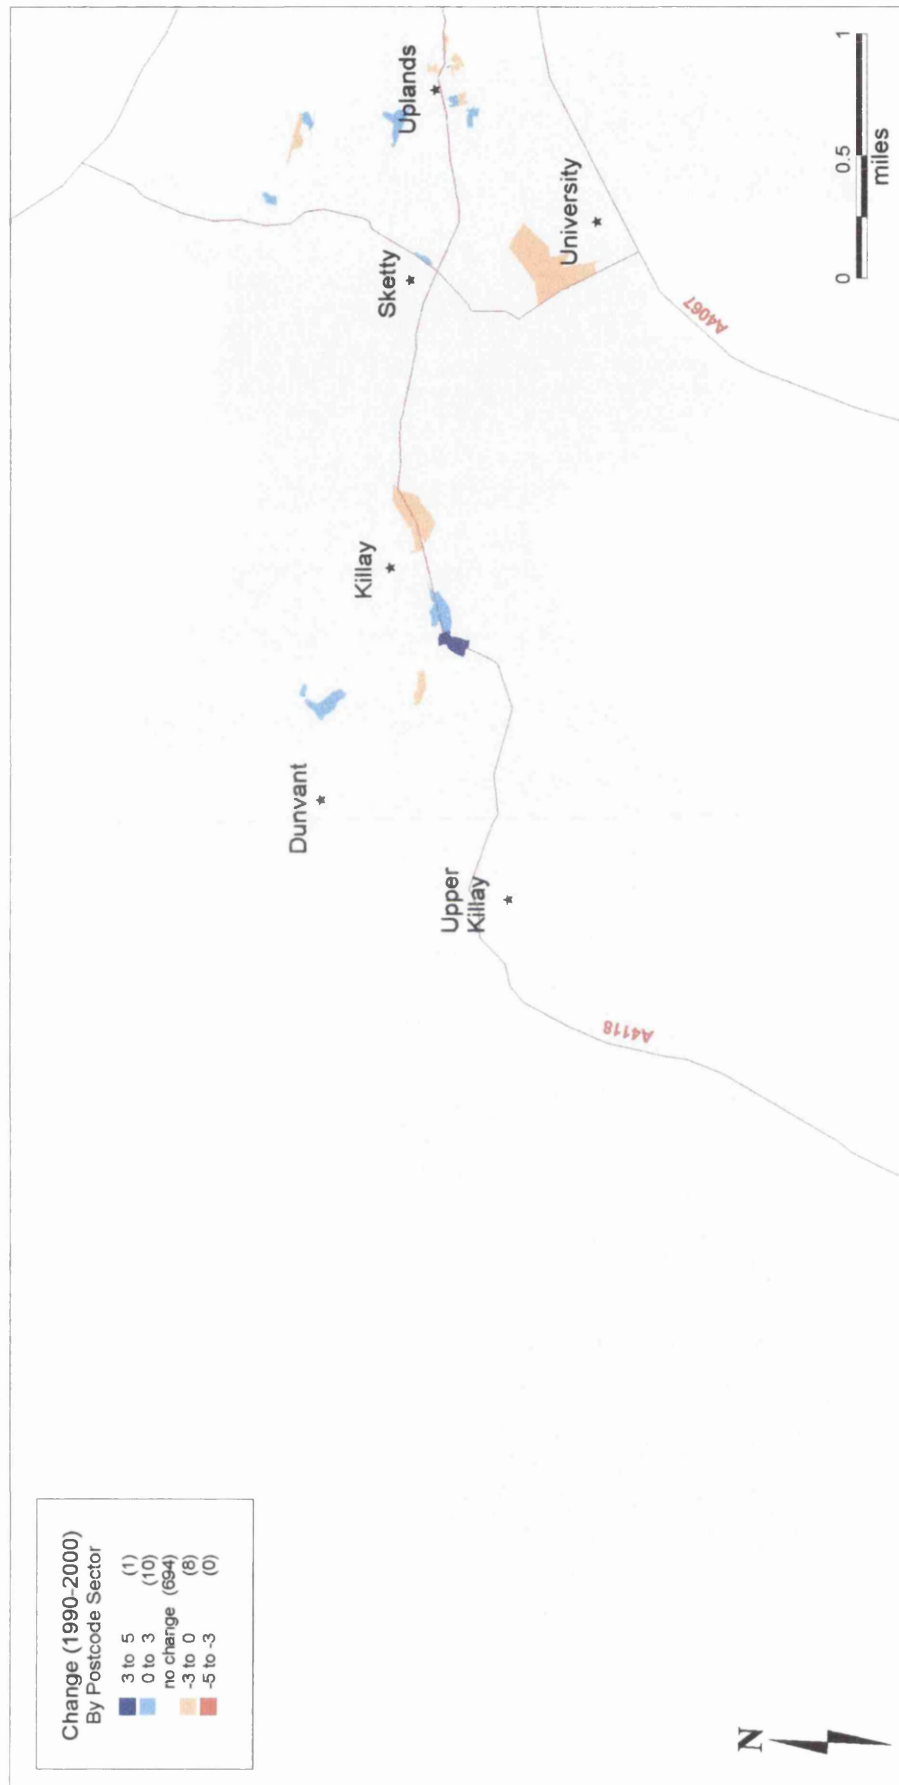 Change (1990-2000)
By Postcode Sector
3 to 5 (1)
0 to 3 (10)
no change (694)
-3 to 0 (8)
-5 to -3 (0)
N
Dunvant
Upper
Killay
Killay
Sketty
Uplands
University
A4118
A4067
0 0.5 1
miles